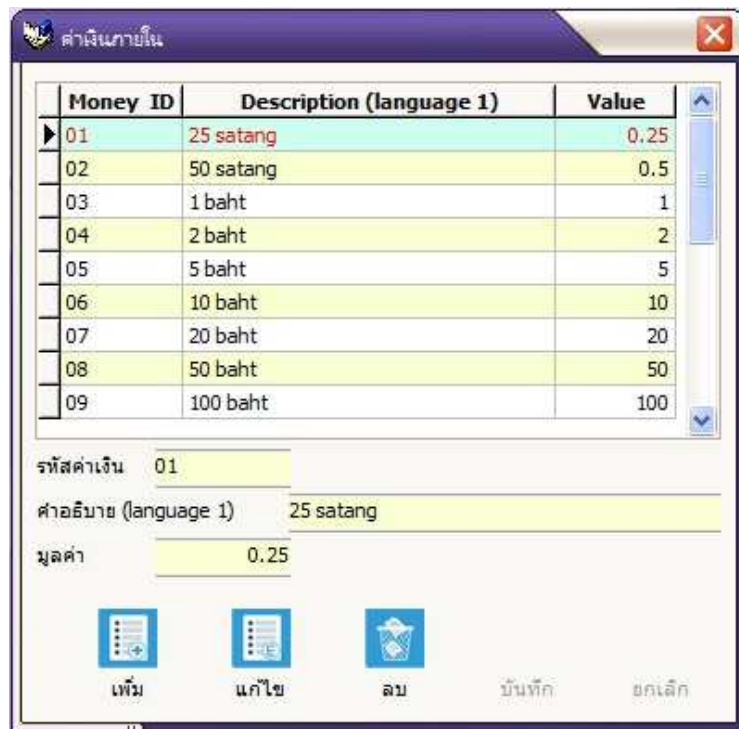 ค่าเงินภายใน
Money ID Description (language 1) Value
01 25 satang 0.25
02 50 satang 0.5
03 1 baht 1
04 2 baht 2
05 5 baht 5
06 10 baht 10
07 20 baht 20
08 50 baht 50
09 100 baht 100
รหัสค่าเงิน 01
คำอธิบาย (language 1) 25 satang
มูลค่า 0.25
เพิ่ม แก้ไข ลบ บันทึก ยกเลิก